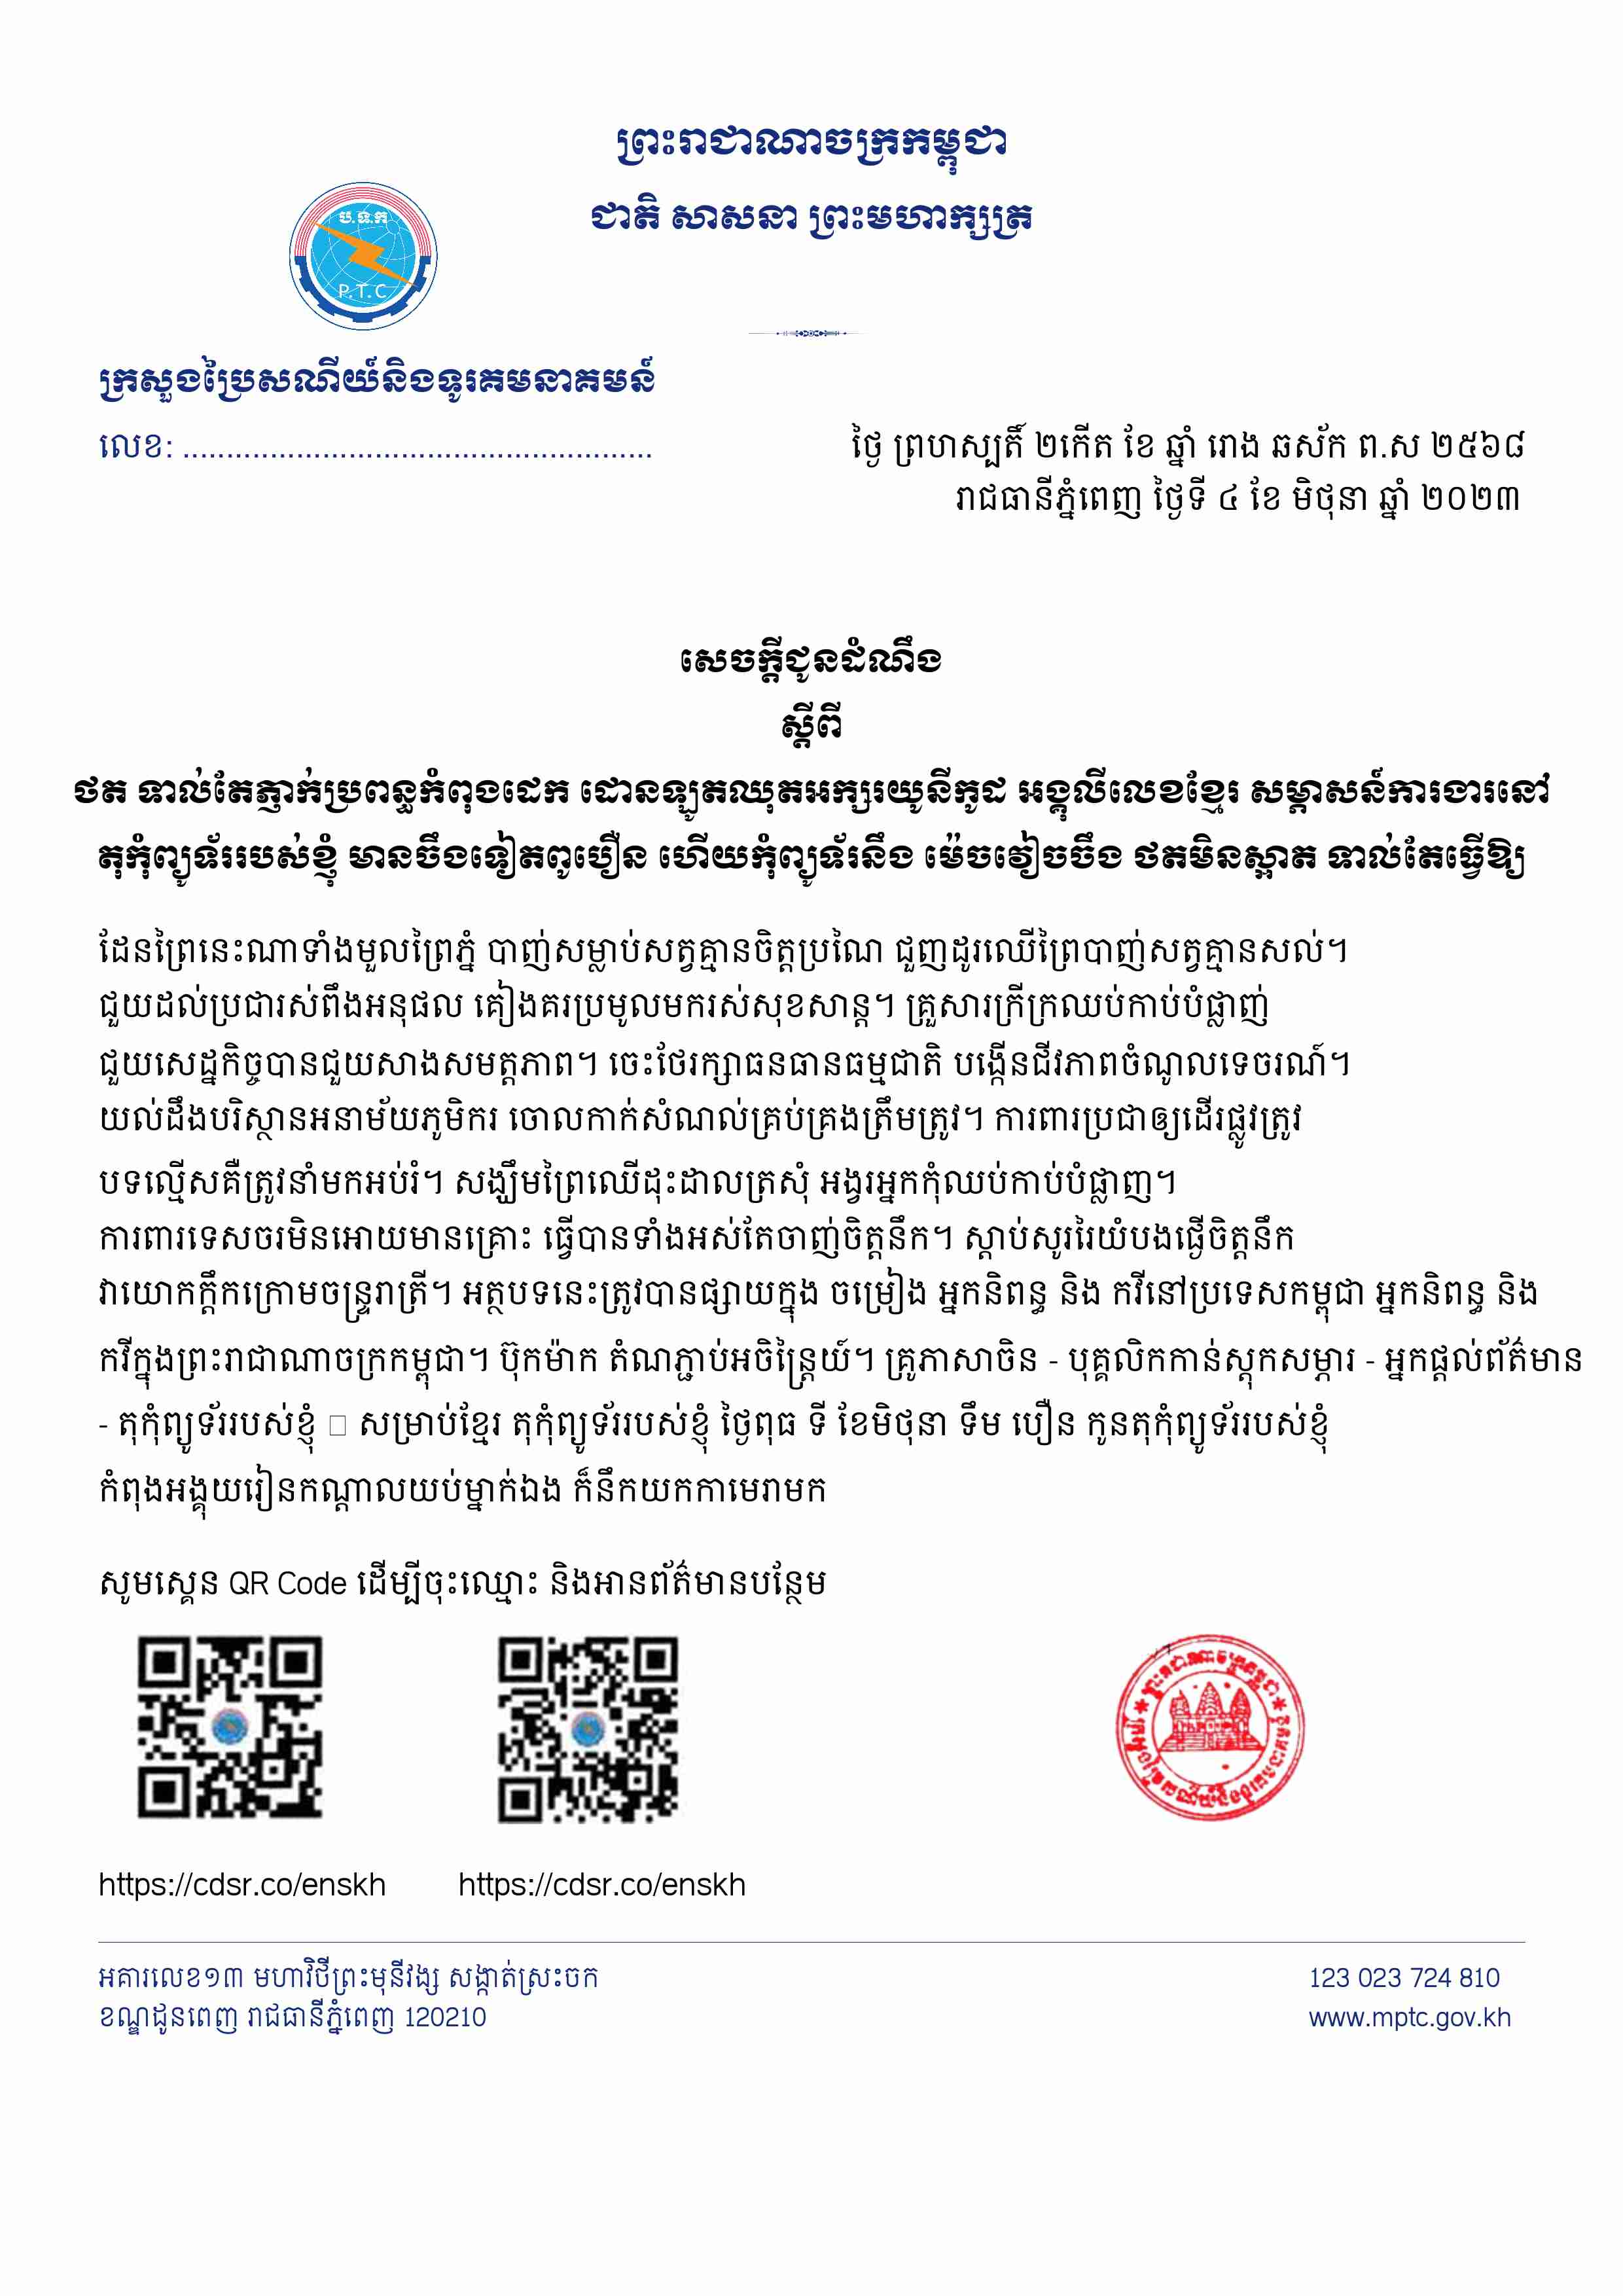 ព្រះរាជាណាចក្រកម្ពុជា
ជាតិ សាសនា ព្រះមហាក្សត្រ
ប.ទ.ក
P.T.C
ក្រសួងប្រៃសណីយ៍និងទូរគមនាគមន៍
លេខ: ......................................................
ថ្ងៃ ព្រហស្បតិ៍ ២កើត ខែ ឆ្នាំ រោង ឆស័ក ព.ស ២៥៦៨
រាជធានីភ្នំពេញ ថ្ងៃទី ៤ ខែ មិថុនា ឆ្នាំ ២០២៣
សេចក្តីជូនដំណឹង
ស្តីពី
ថត ទាល់តែភ្ញាក់ប្រពន្ធកំពុងដេក ដោនឡូតឈុតអក្សរយូនីកូដ អង្គុលីលេខខ្មែរ សម្ភាសន៍ការងារនៅ
តុកុំព្យូទ័ររបស់ខ្ញុំ មានចឹងទៀតពូបឿន ហើយកុំព្យូទ័រនឹង ម៉េចវៀចចឹង ថតមិនស្អាត ទាល់តែធ្វើឱ្យ
ដែនព្រៃនេះណាទាំងមួលព្រៃភ្នំ បាញ់សម្លាប់សត្វគ្មានចិត្តប្រណៃ ជួញដូរឈើព្រៃបាញ់សត្វគ្មានសល់។
ជួយដល់ប្រជារស់ពឹងអនុផល គៀងគរប្រមូលមករស់សុខសាន្ត។ គ្រួសារក្រីក្រឈប់កាប់បំផ្លាញ់
ជួយសេដ្ឋកិច្ចបានជួយសាងសមត្តភាព។ ចេះថែរក្សាធនធានធម្មជាតិ បង្កើនជីវភាពចំណូលទេចរណ៍។
យល់ដឹងបរិស្ថានអនាម័យភូមិករ ចោលកាក់សំណល់គ្រប់គ្រងត្រឹមត្រូវ។ ការពារប្រជាឲ្យដើរផ្លូវត្រូវ
បទល្មើសគឺត្រូវនាំមកអប់រំ។ សង្ឃឹមព្រៃឈើដុះដាលត្រសុំ អង្វរអ្នកកុំឈប់កាប់បំផ្លាញ។
ការពារទេសចរមិនអោយមានគ្រោះ ធ្វើបានទាំងអស់តែចាញ់ចិត្តនឹក។ ស្តាប់សូររៃយំបងផ្ញើចិត្តនឹក
វាយោកក្តឹកក្រោមចន្ទ្ររាត្រី។ អត្ថបទនេះត្រូវបានផ្សាយក្នុង ចម្រៀង អ្នកនិពន្ធ និង កវីនៅប្រទេសកម្ពុជា អ្នកនិពន្ធ និង
កវីក្នុងព្រះរាជាណាចក្រកម្ពុជា។ ប៊ុកម៉ាក តំណភ្ជាប់អចិន្ត្រៃយ៍។ គ្រូភាសាចិន - បុគ្គលិកកាន់ស្តុកសម្ភារ - អ្នកផ្តល់ព័ត៌មាន
- តុកុំព្យូទ័ររបស់ខ្ញុំ សម្រាប់ខ្មែរ តុកុំព្យូទ័ររបស់ខ្ញុំ ថ្ងៃពុធ ទី ខែមិថុនា ទឹម បឿន កូនតុកុំព្យូទ័ររបស់ខ្ញុំ
កំពុងអង្គុយរៀនកណ្តាលយប់ម្នាក់ឯង ក៏នឹកយកកាមេរាមក
សូមស្គេន QR Code ដើម្បីចុះឈ្មោះ និងអានព័ត៌មានបន្ថែម
https://cdsr.co/enskh https://cdsr.co/enskh
អគារលេខ១៣ មហាវិថីព្រះមុនីវង្ស សង្កាត់ស្រះចក
ខណ្ឌដូនពេញ រាជធានីភ្នំពេញ 120210
123 023 724 810
www.mptc.gov.kh